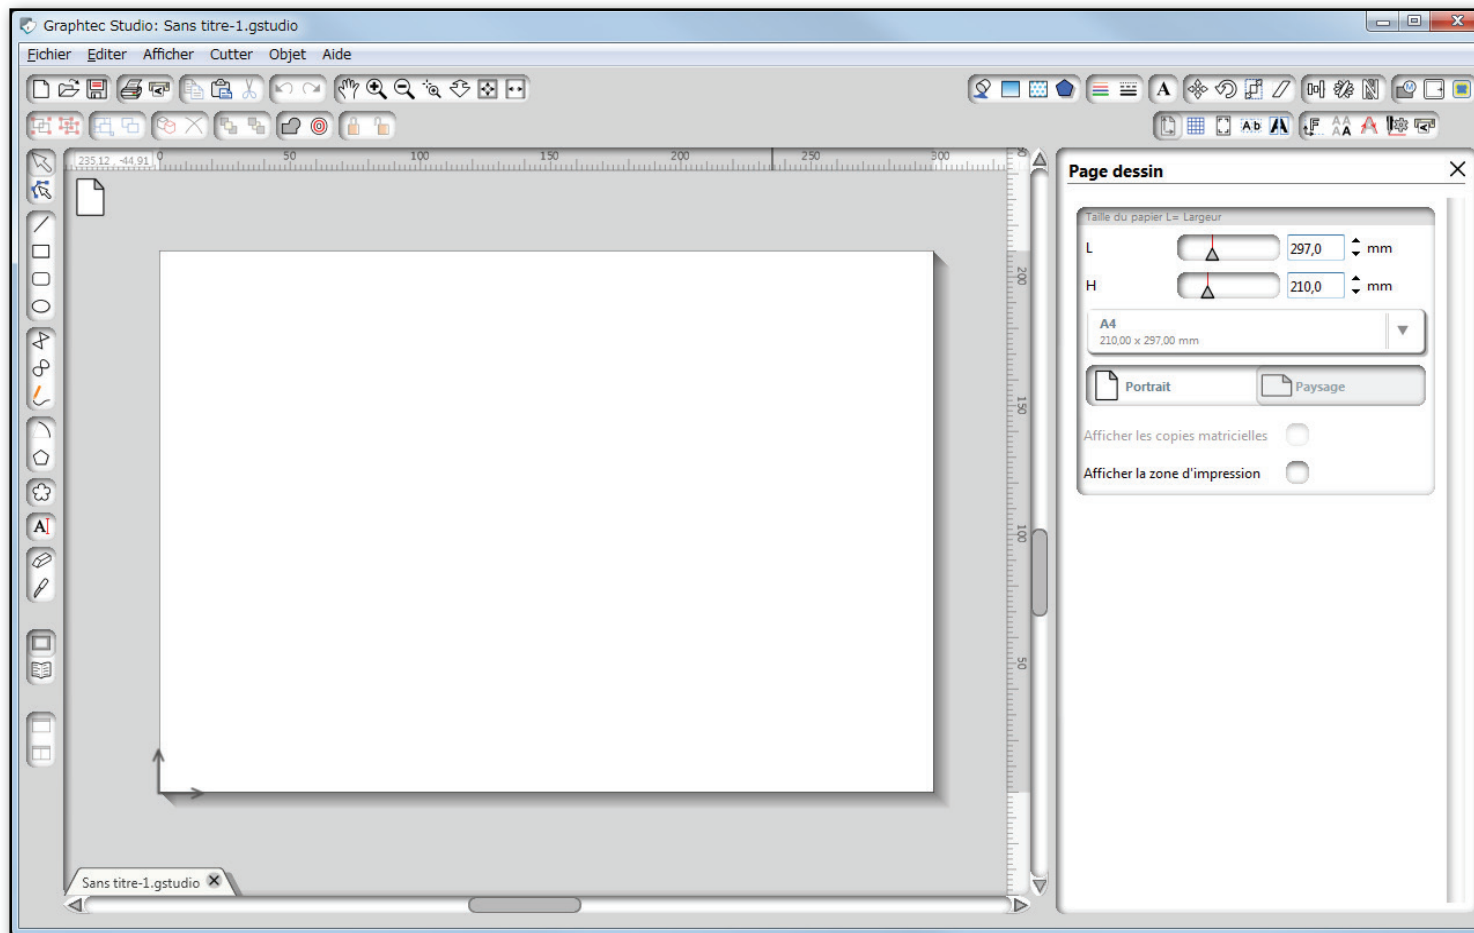 Graphtec Studio: Sans titre-1.gstudio
Fichier Editer Afficher Cutter Objet Aide
235,12 , -44,91
0 50 100 150 200 250 300
200
150
100
50
Page dessin
Taille du papier L= Largeur
L 297,0 mm
H 210,0 mm
A4
210,00 x 297,00 mm
Portrait Paysage
Afficher les copies matricielles
Afficher la zone d'impression
Sans titre-1.gstudio